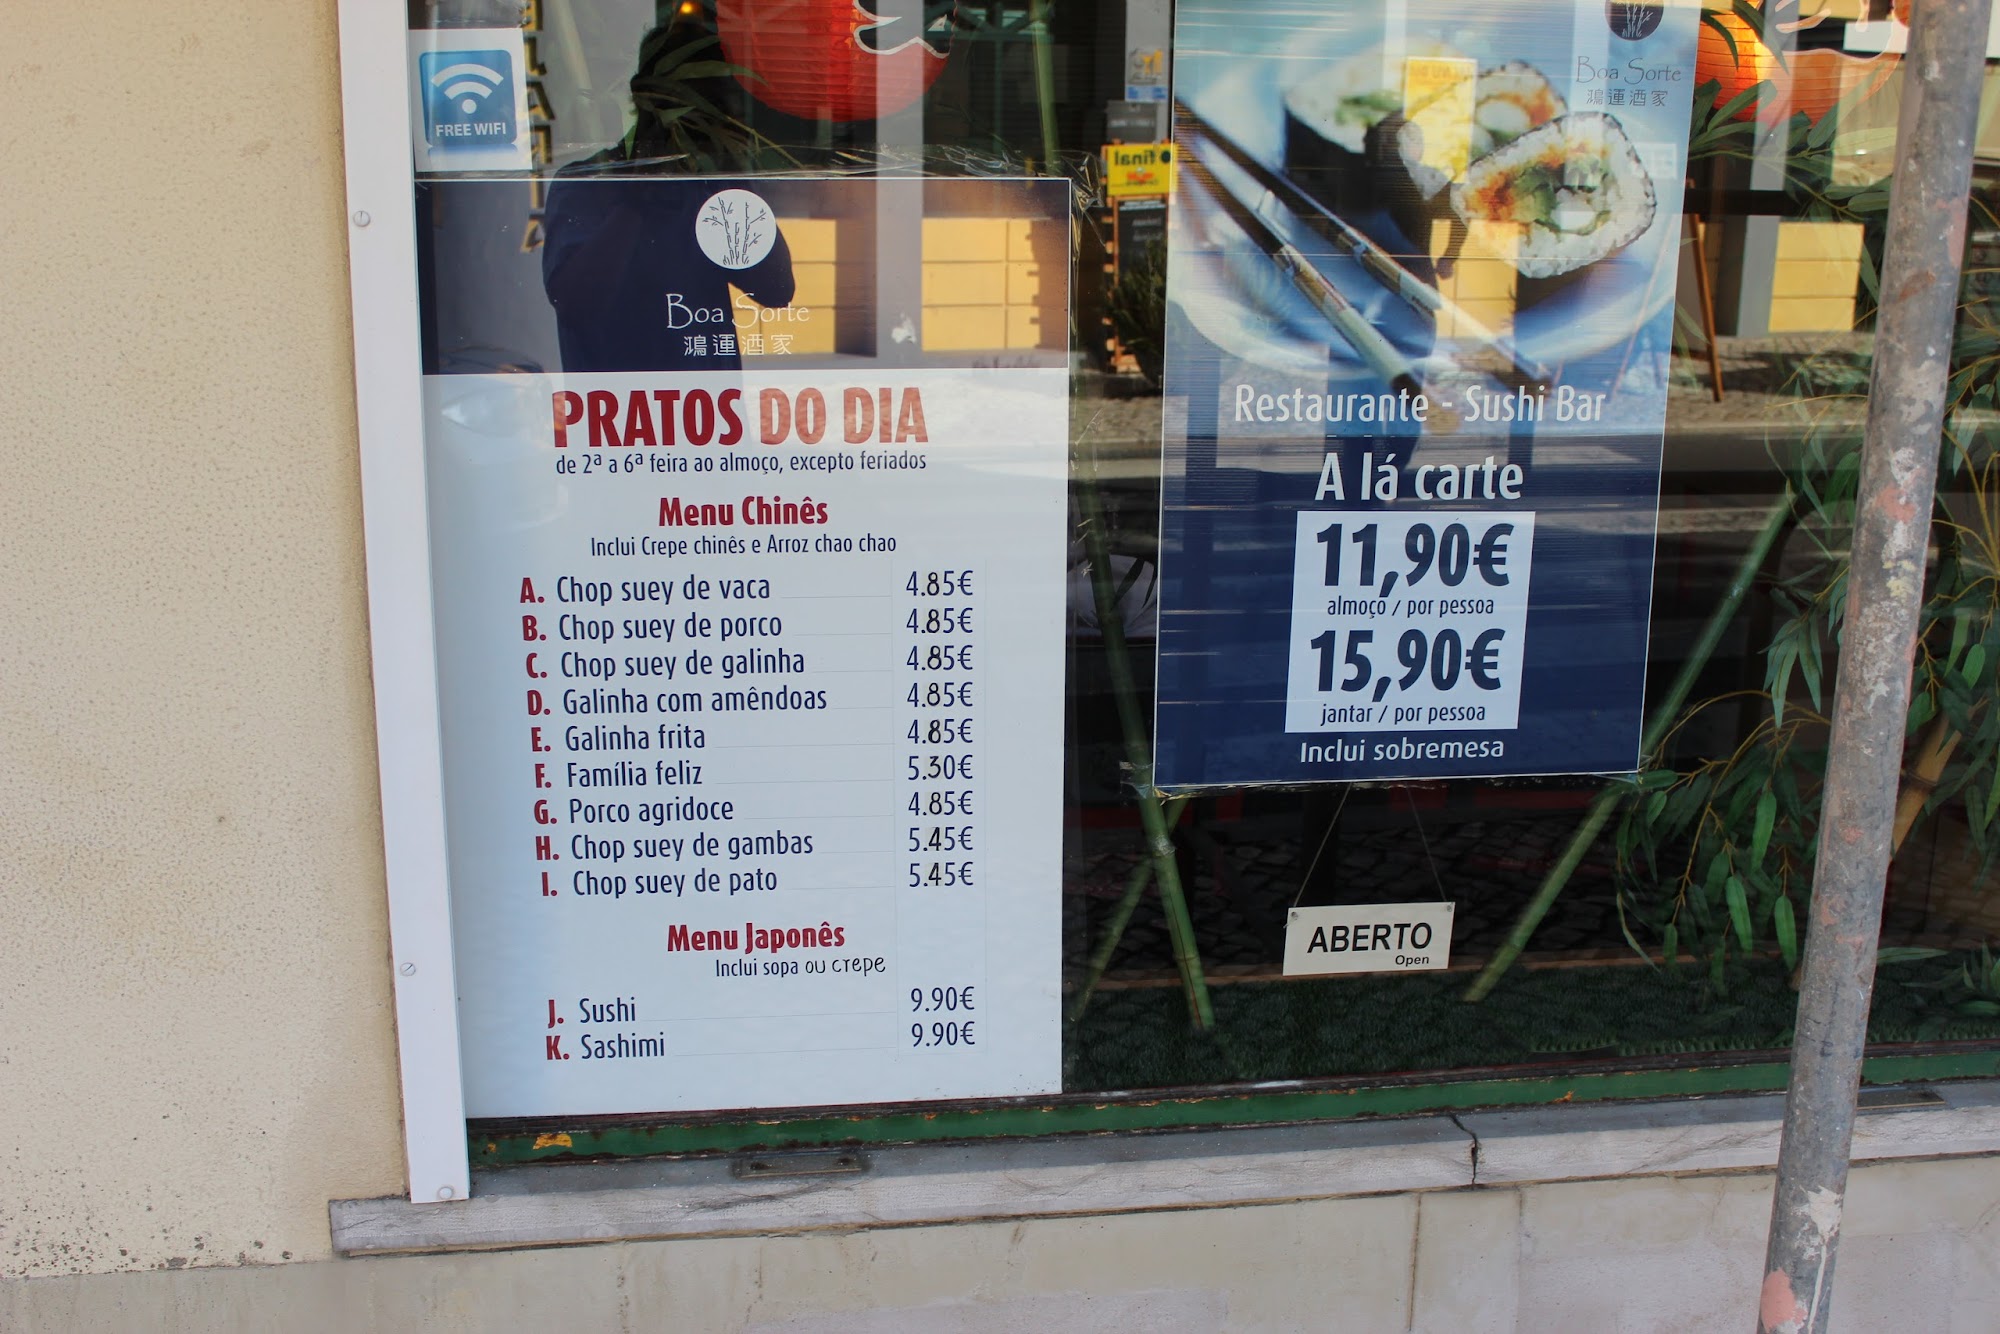 FREE WIFI
Boa Sorte
鴻運酒家
PRATOS DO DIA
de 2ª a 6ª feira ao almoço, excepto feriados
Menu Chinês
Inclui Crepe chinês e Arroz chao chao
A. Chop suey de vaca 4.85€
B. Chop suey de porco 4.85€
C. Chop suey de galinha 4.85€
D. Galinha com amêndoas 4.85€
E. Galinha frita 4.85€
F. Família feliz 5.30€
G. Porco agridoce 4.85€
H. Chop suey de gambas 5.45€
I. Chop suey de pato 5.45€
Menu Japonês
Inclui sopa ou crepe
J. Sushi 9.90€
K. Sashimi 9.90€
Boa Sorte
鴻運酒家
Restaurante - Sushi Bar
A lá carte
11,90€
almoço / por pessoa
15,90€
jantar / por pessoa
Inclui sobremesa
ABERTO
Open
final